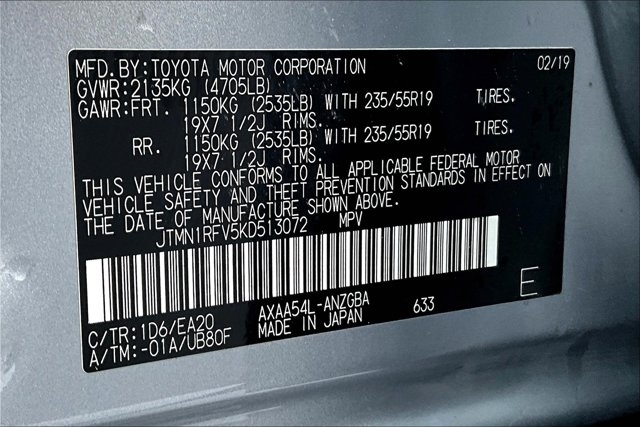 MFD.BY:TOYOTA MOTOR CORPORATION 02/19
GVWR:2135KG (4705LB)
GAWR:FRT. 1150KG (2535LB) WITH 235/55R19 TIRES.
19X7 1/2J RIMS.
RR. 1150KG (2535LB) WITH 235/55R19 TIRES.
19X7 1/2J RIMS.
THIS VEHICLE CONFORMS TO ALL APPLICABLE FEDERAL MOTOR
VEHICLE SAFETY AND THEFT PREVENTION STANDARDS IN EFFECT ON
THE DATE OF MANUFACTURE SHOWN ABOVE.
JTMN1RFV5KD513072 MPV
C/TR:1D6/EA20 AXAA54L-ANZGBA 633 E
A/TM:-01A/UB80F MADE IN JAPAN